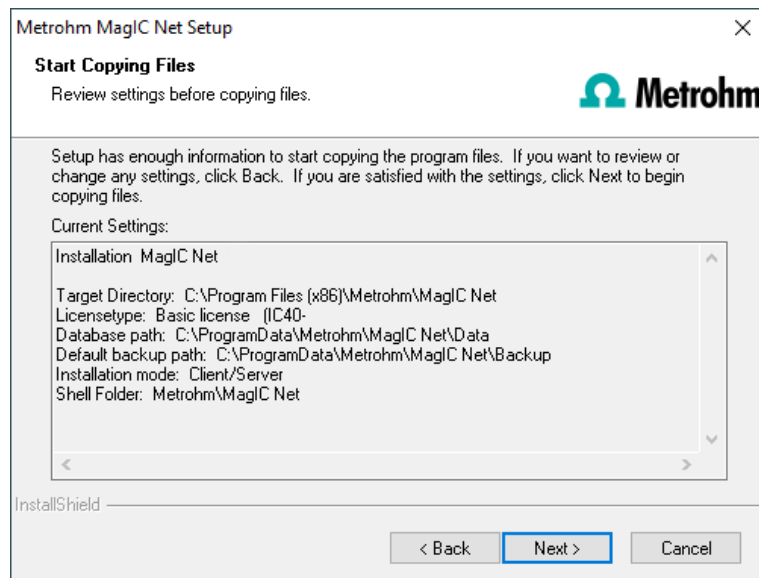 Metrohm MagIC Net Setup
Start Copying Files
Review settings before copying files.
Metrohm
Setup has enough information to start copying the program files. If you want to review or
change any settings, click Back. If you are satisfied with the settings, click Next to begin
copying files.
Current Settings:
Installation MagIC Net
Target Directory: C:\Program Files (x86)\Metrohm\MagIC Net
Licensetype: Basic license (IC40-
Database path: C:\ProgramData\Metrohm\MagIC Net\Data
Default backup path: C:\ProgramData\Metrohm\MagIC Net\Backup
Installation mode: Client/Server
Shell Folder: Metrohm\MagIC Net
InstallShield
< Back
Next >
Cancel